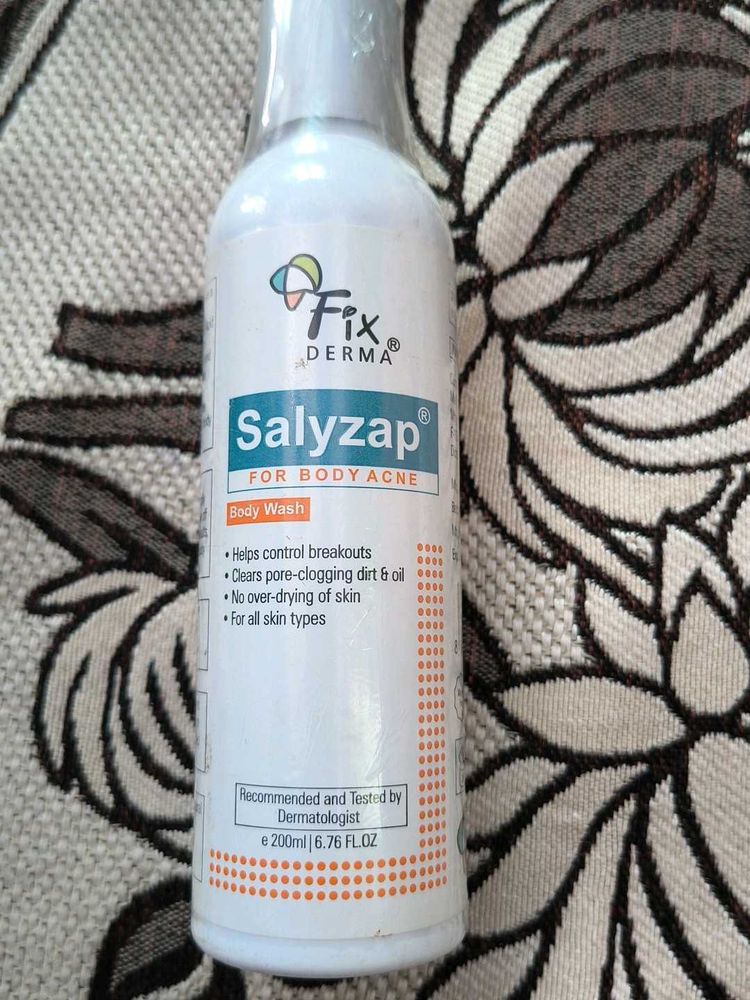 Fix
DERMA®
Salyzap®
FOR BODY ACNE
Body Wash
• Helps control breakouts
• Clears pore-clogging dirt & oil
• No over-drying of skin
• For all skin types
Recommended and Tested by
Dermatologist
e 200ml | 6.76 FL.OZ